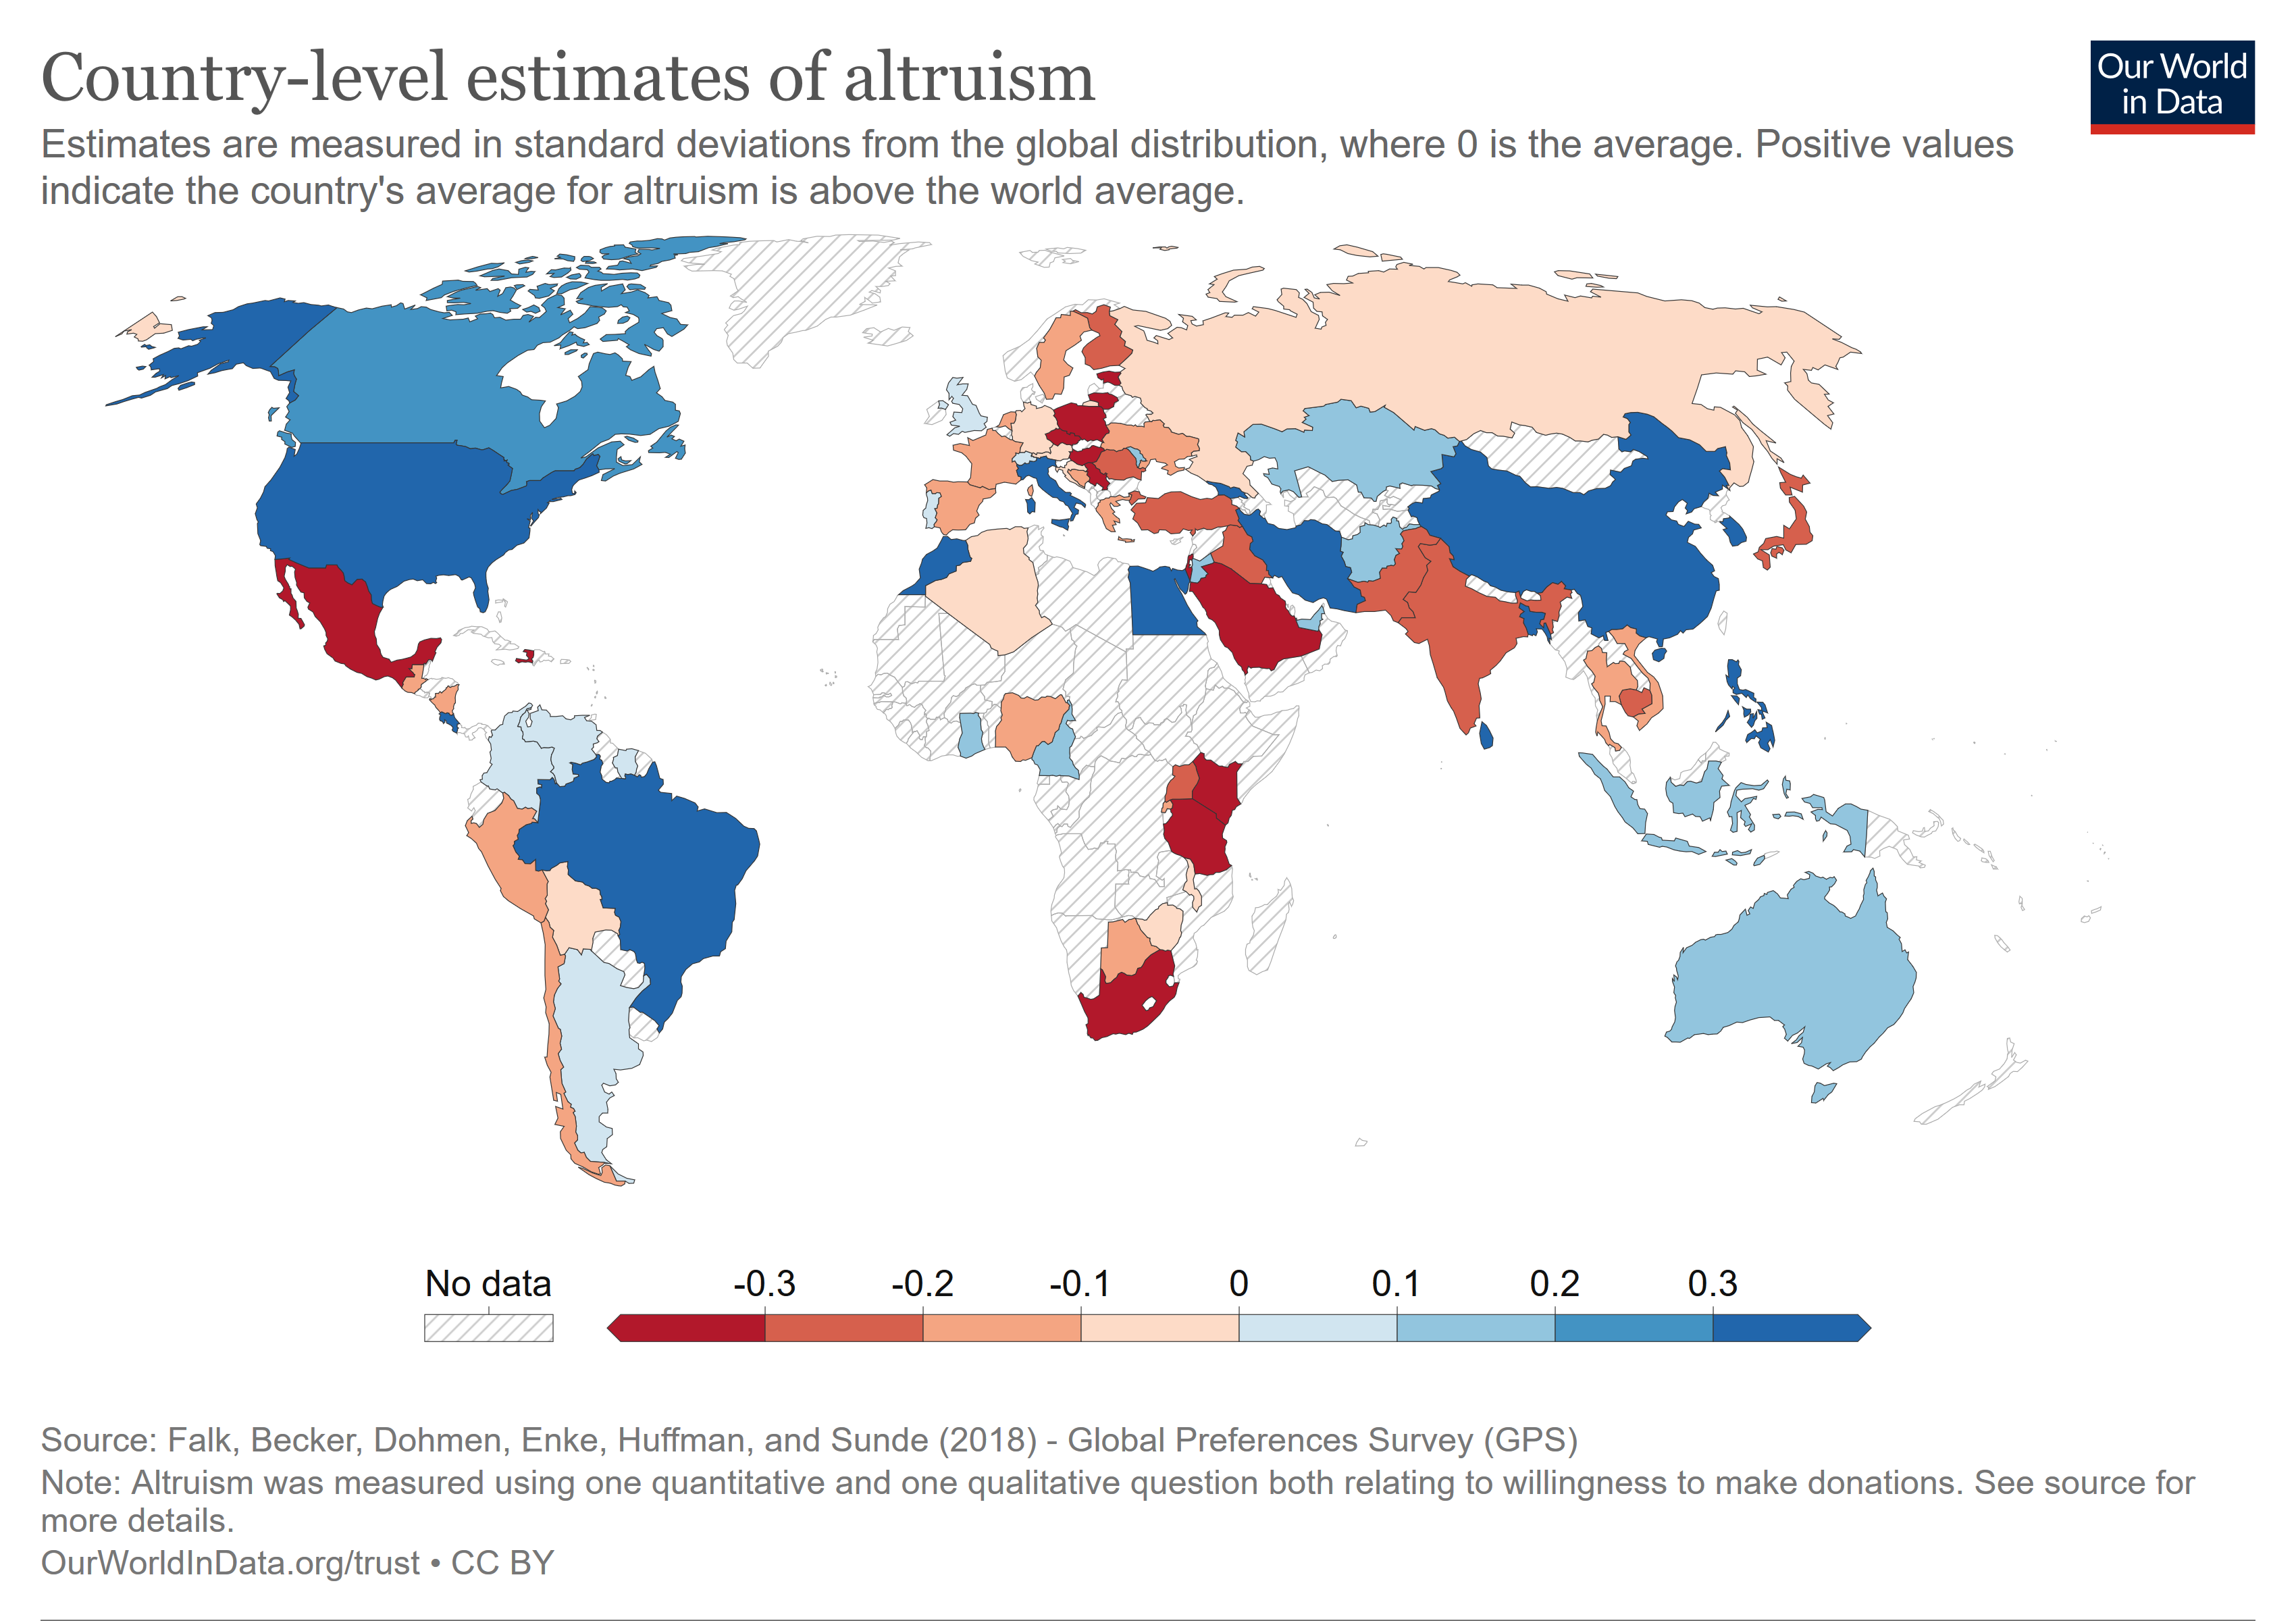 Country-level estimates of altruism
Our World
in Data
Estimates are measured in standard deviations from the global distribution, where 0 is the average. Positive values
indicate the country's average for altruism is above the world average.
No data -0.3 -0.2 -0.1 0 0.1 0.2 0.3
Source: Falk, Becker, Dohmen, Enke, Huffman, and Sunde (2018) - Global Preferences Survey (GPS)
Note: Altruism was measured using one quantitative and one qualitative question both relating to willingness to make donations. See source for
more details.
OurWorldInData.org/trust • CC BY